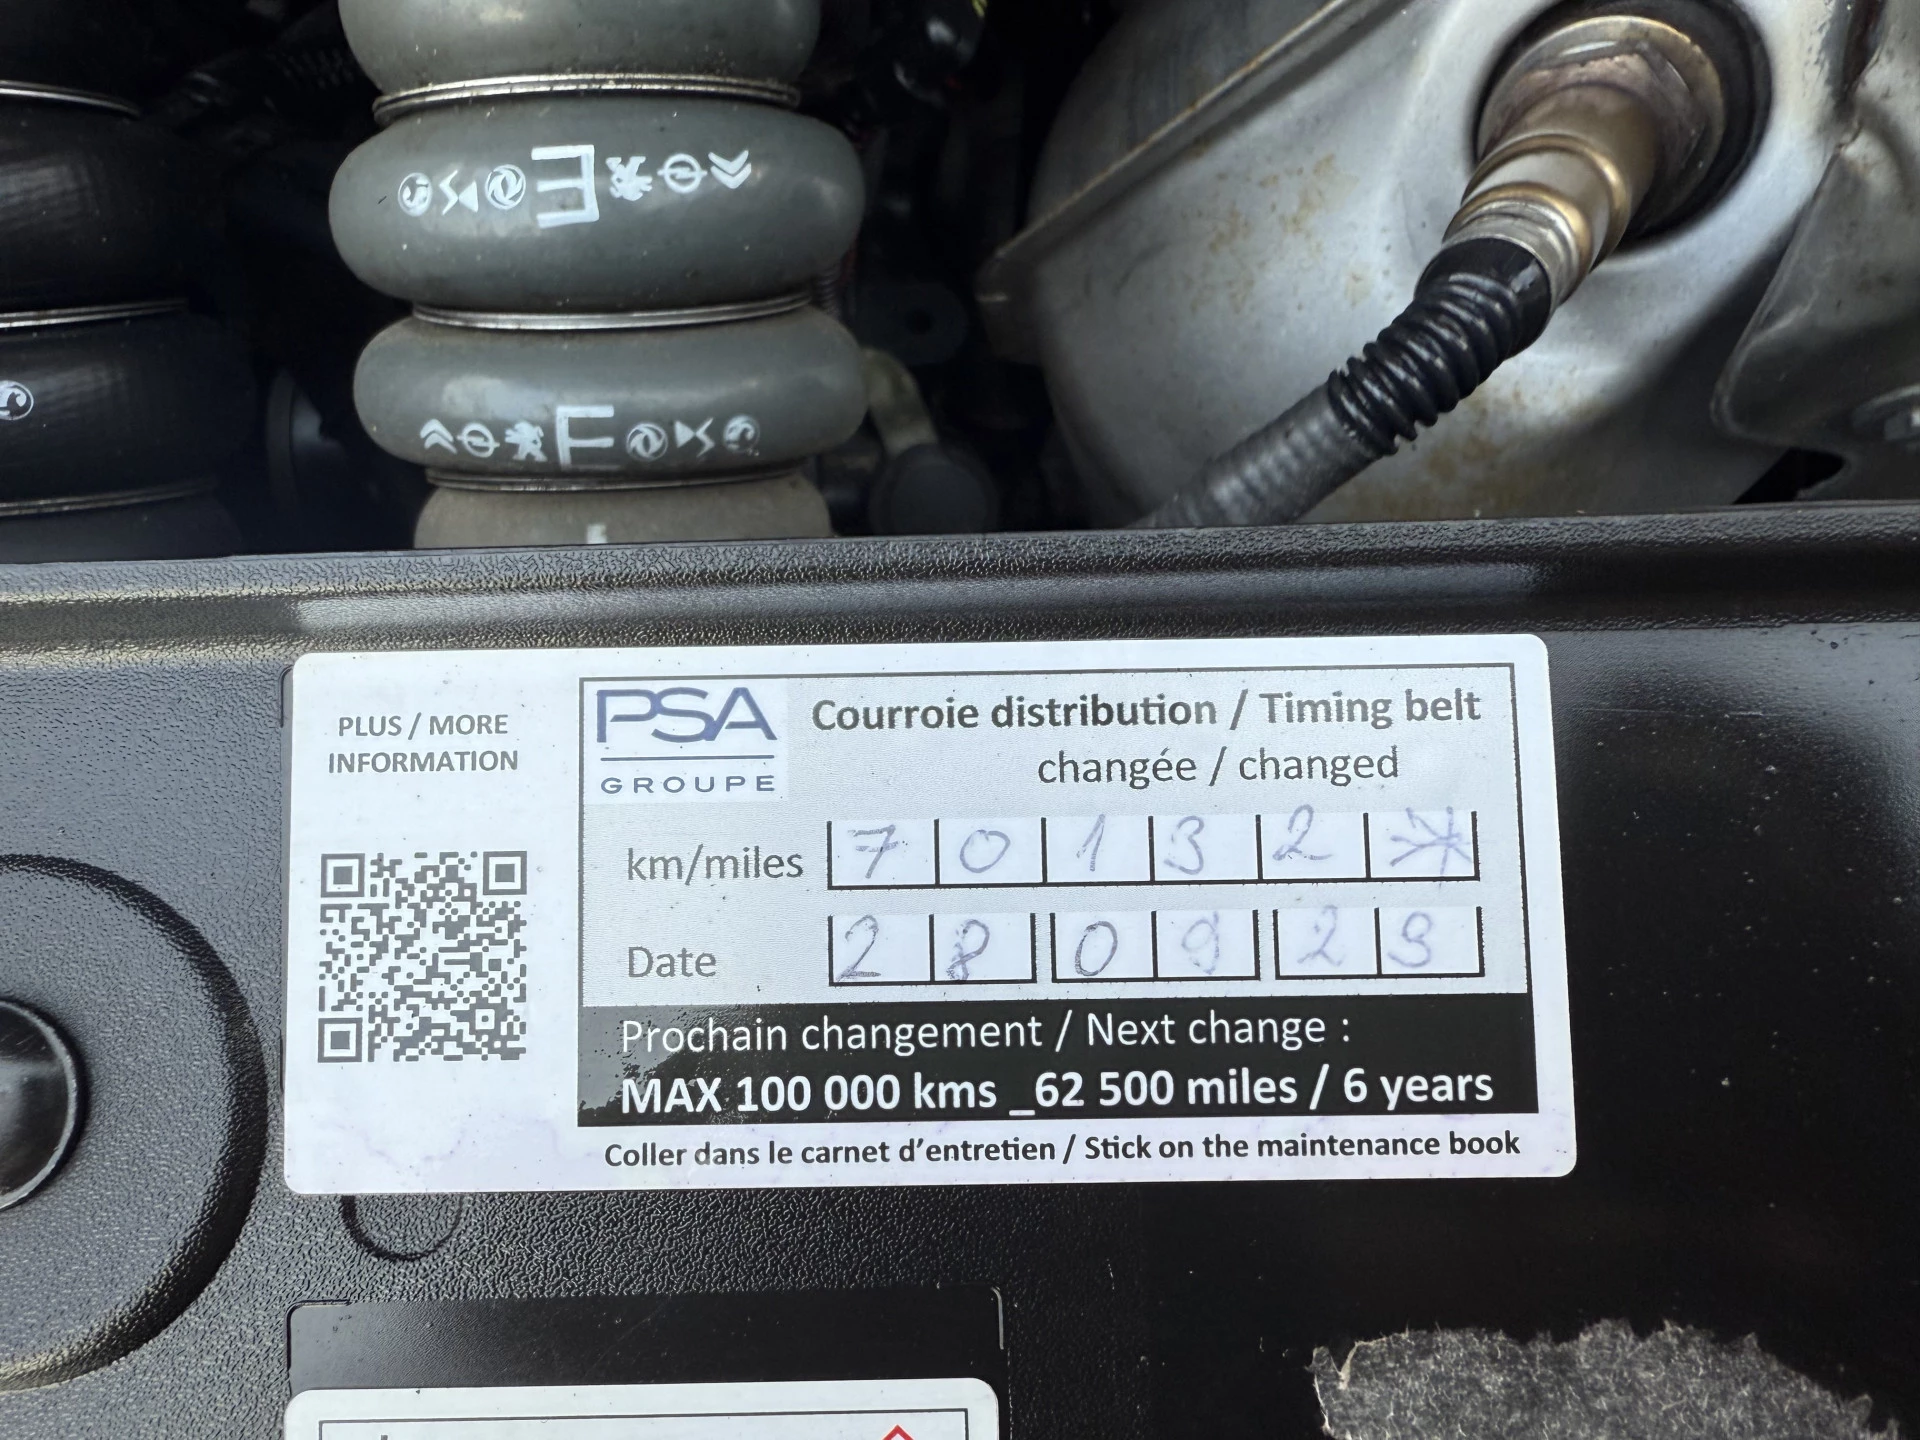 E
E
PLUS / MORE
INFORMATION
PSA
GROUPE
Courroie distribution / Timing belt
changée / changed
km/miles 7 0 1 3 2
Date 2 8 0 9 2
Prochain changement / Next change :
MAX 100 000 kms _62 500 miles / 6 years
Coller dans le carnet d'entretien / Stick on the maintenance book